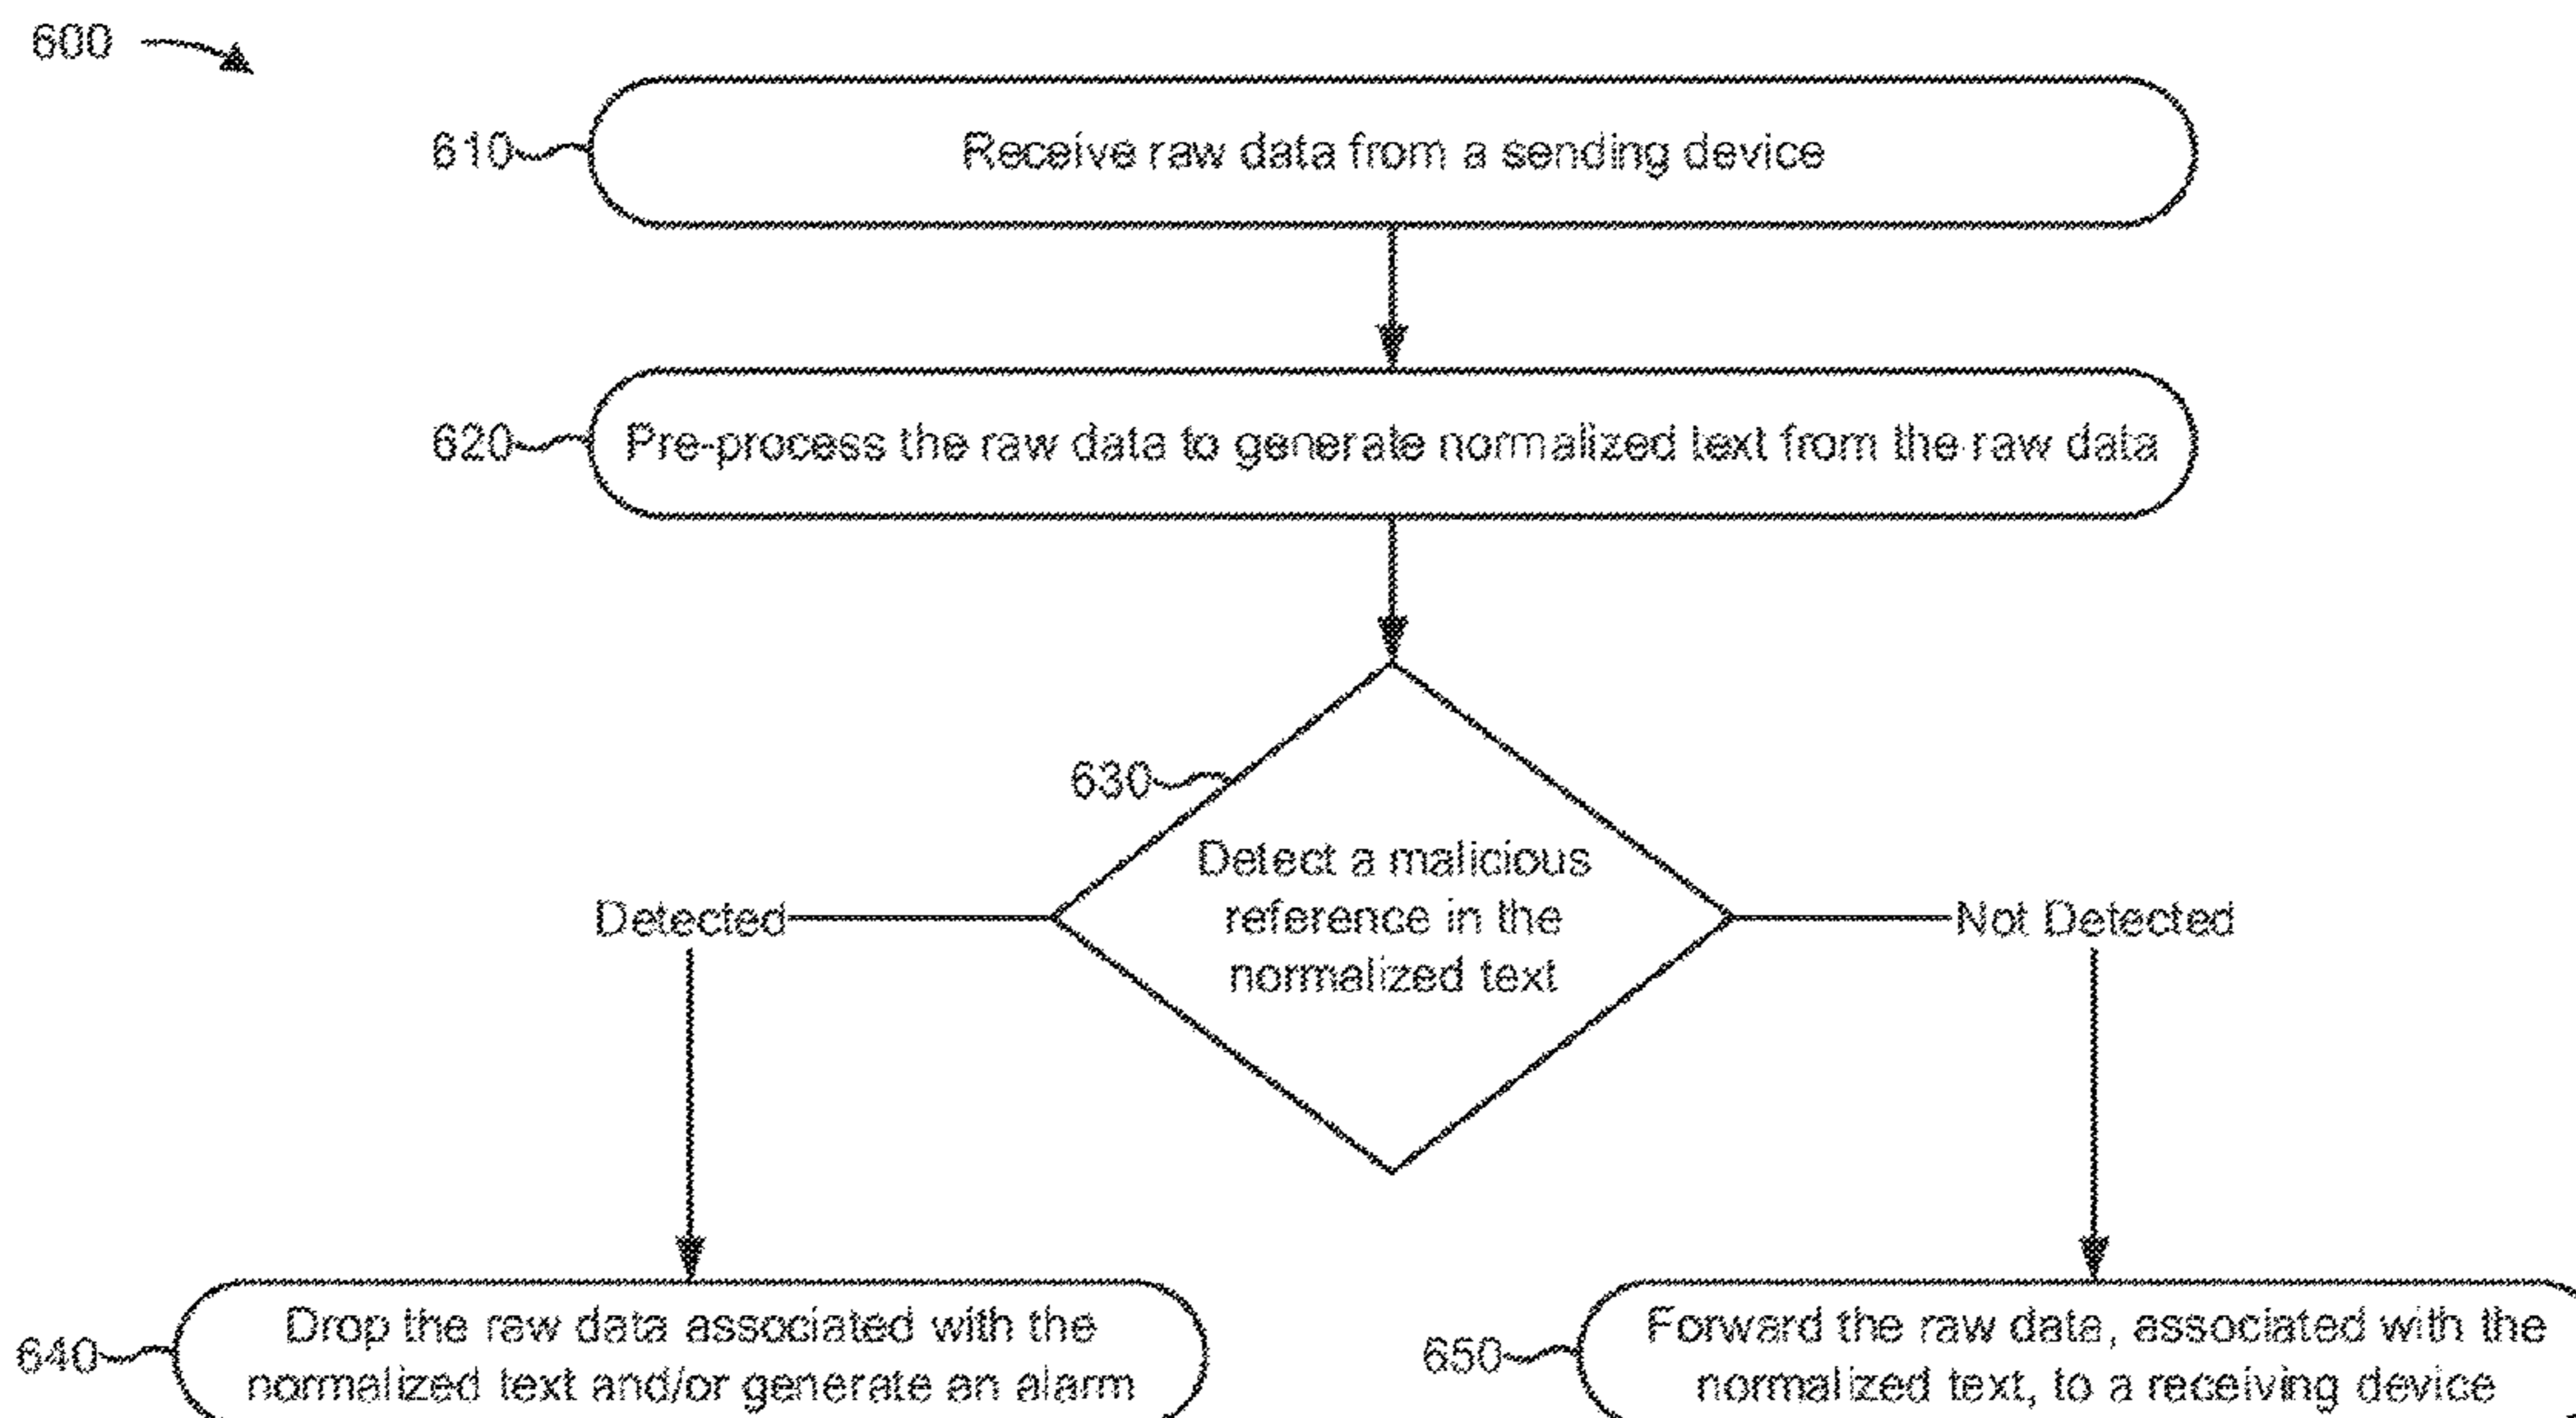 600
610
Receive raw data from a sending device
620
Pre-process the raw data to generate normalized text from the raw data
630
Detect a malicious
reference in the
normalized text
Detected
Not Detected
640
Drop the raw data associated with the
normalized text and/or generate an alarm
650
Forward the raw data, associated with the
normalized text, to a receiving device